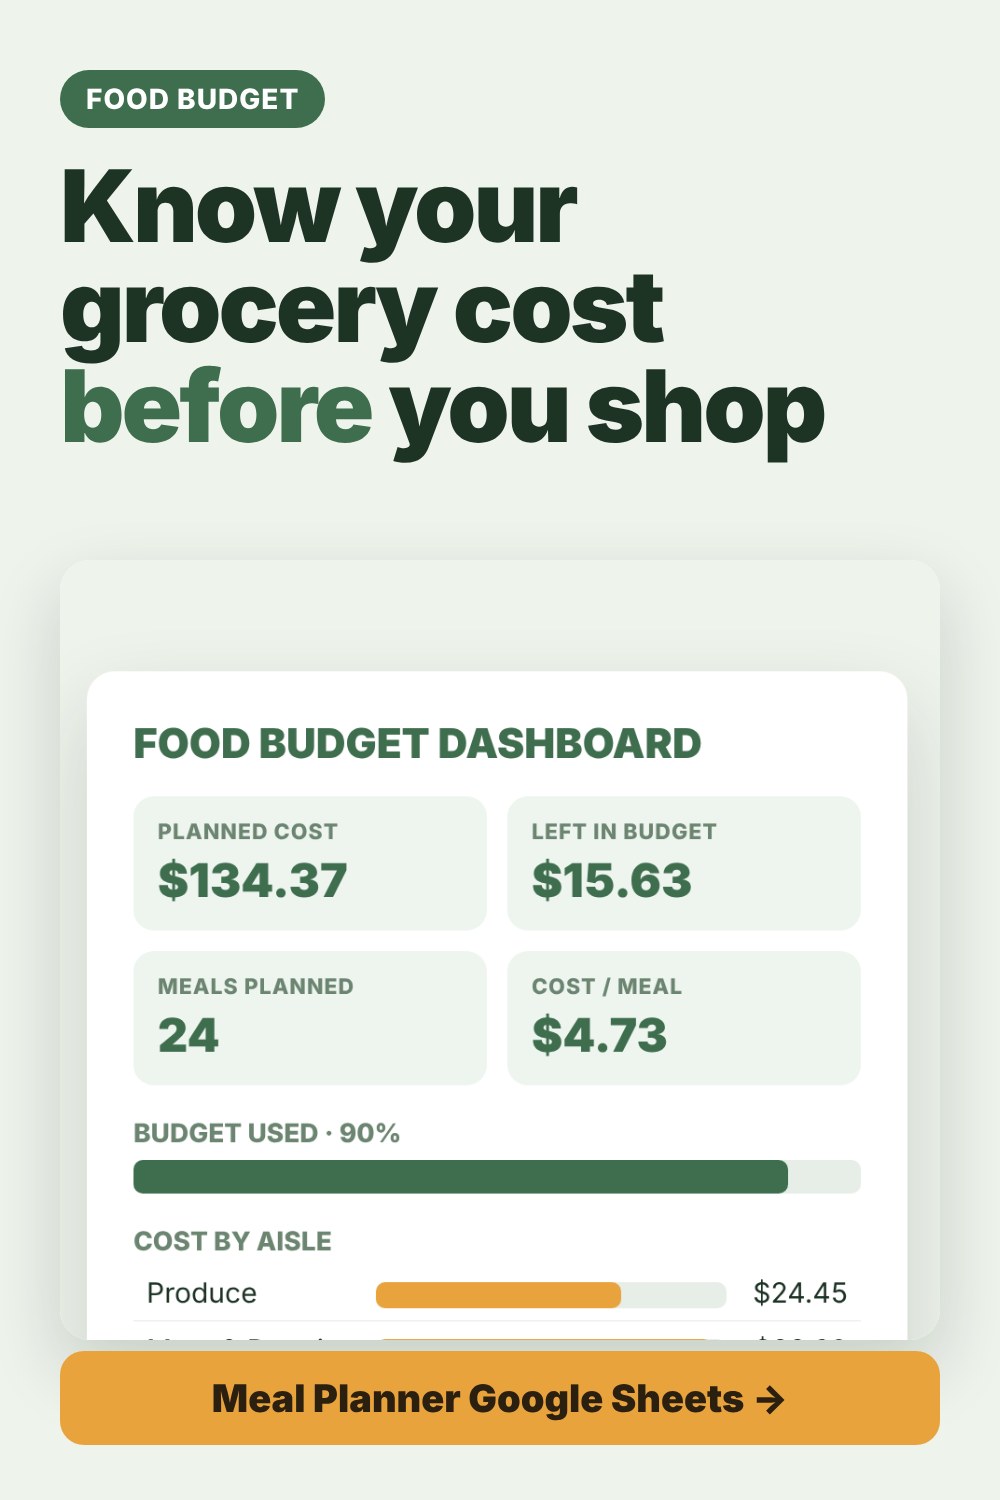 FOOD BUDGET
Know your
grocery cost
before you shop
FOOD BUDGET DASHBOARD
PLANNED COST
$134.37
LEFT IN BUDGET
$15.63
MEALS PLANNED
24
COST / MEAL
$4.73
BUDGET USED · 90%
COST BY AISLE
Produce $24.45
Meal Planner Google Sheets →